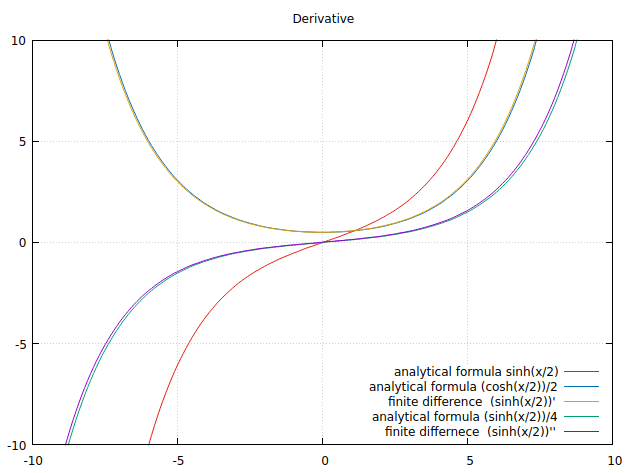 Derivative
10
5
0
-5
-10
-10
-5
0
5
10
analytical formula sinh(x/2)
analytical formula (cosh(x/2))/2
finite difference  (sinh(x/2))'
analytical formula (sinh(x/2))/4
finite differnece  (sinh(x/2))''